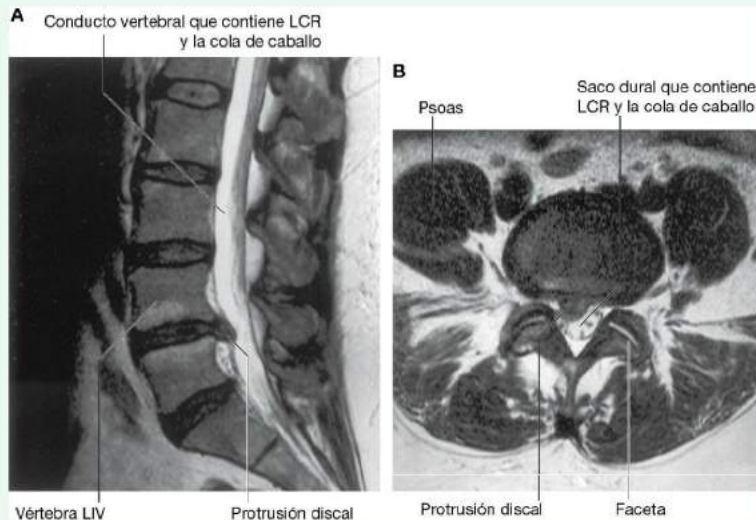 A
Conducto vertebral que contiene LCR
y la cola de caballo
B
Psoas
Saco dural que contiene
LCR y la cola de caballo
Vértebra LIV
Protrusión discal
Protrusión discal
Faceta